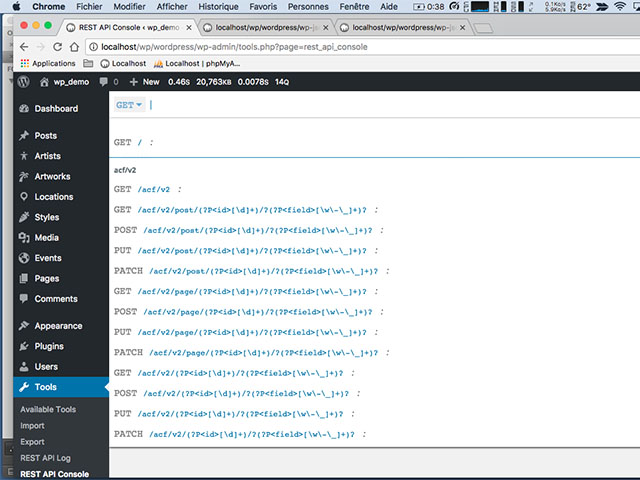 Chrome Fichier Modifier Afficher Historique Favoris Personnes Fenêtre Aide 0:38 0.1K/s 5.9K/s 62°
REST API Console ‹ wp_demo localhost/wp/wordpress/wp-js localhost/wp/wordpress/wp-js
localhost/wp/wordpress/wp-admin/tools.php?page=rest_api_console
Applications Localhost Localhost | phpMyA...
wp_demo 0 New 0.46S 20,763KB 0.0078S 14Q
Dashboard
Posts
Artists
Artworks
Locations
Styles
Media
Events
Pages
Comments
Appearance
Plugins
Users
Tools
Available Tools
Import
Export
REST API Log
REST API Console
GET
GET / :
acf/v2
GET /acf/v2 :
GET /acf/v2/post/(?P<id>[\d]+)/?(?P<field>[\w\-\_]+)? :
POST /acf/v2/post/(?P<id>[\d]+)/?(?P<field>[\w\-\_]+)? :
PUT /acf/v2/post/(?P<id>[\d]+)/?(?P<field>[\w\-\_]+)? :
PATCH /acf/v2/post/(?P<id>[\d]+)/?(?P<field>[\w\-\_]+)? :
GET /acf/v2/page/(?P<id>[\d]+)/?(?P<field>[\w\-\_]+)? :
POST /acf/v2/page/(?P<id>[\d]+)/?(?P<field>[\w\-\_]+)? :
PUT /acf/v2/page/(?P<id>[\d]+)/?(?P<field>[\w\-\_]+)? :
PATCH /acf/v2/page/(?P<id>[\d]+)/?(?P<field>[\w\-\_]+)? :
GET /acf/v2/(?P<id>[\d]+)/?(?P<field>[\w\-\_]+)? :
POST /acf/v2/(?P<id>[\d]+)/?(?P<field>[\w\-\_]+)? :
PUT /acf/v2/(?P<id>[\d]+)/?(?P<field>[\w\-\_]+)? :
PATCH /acf/v2/(?P<id>[\d]+)/?(?P<field>[\w\-\_]+)? :